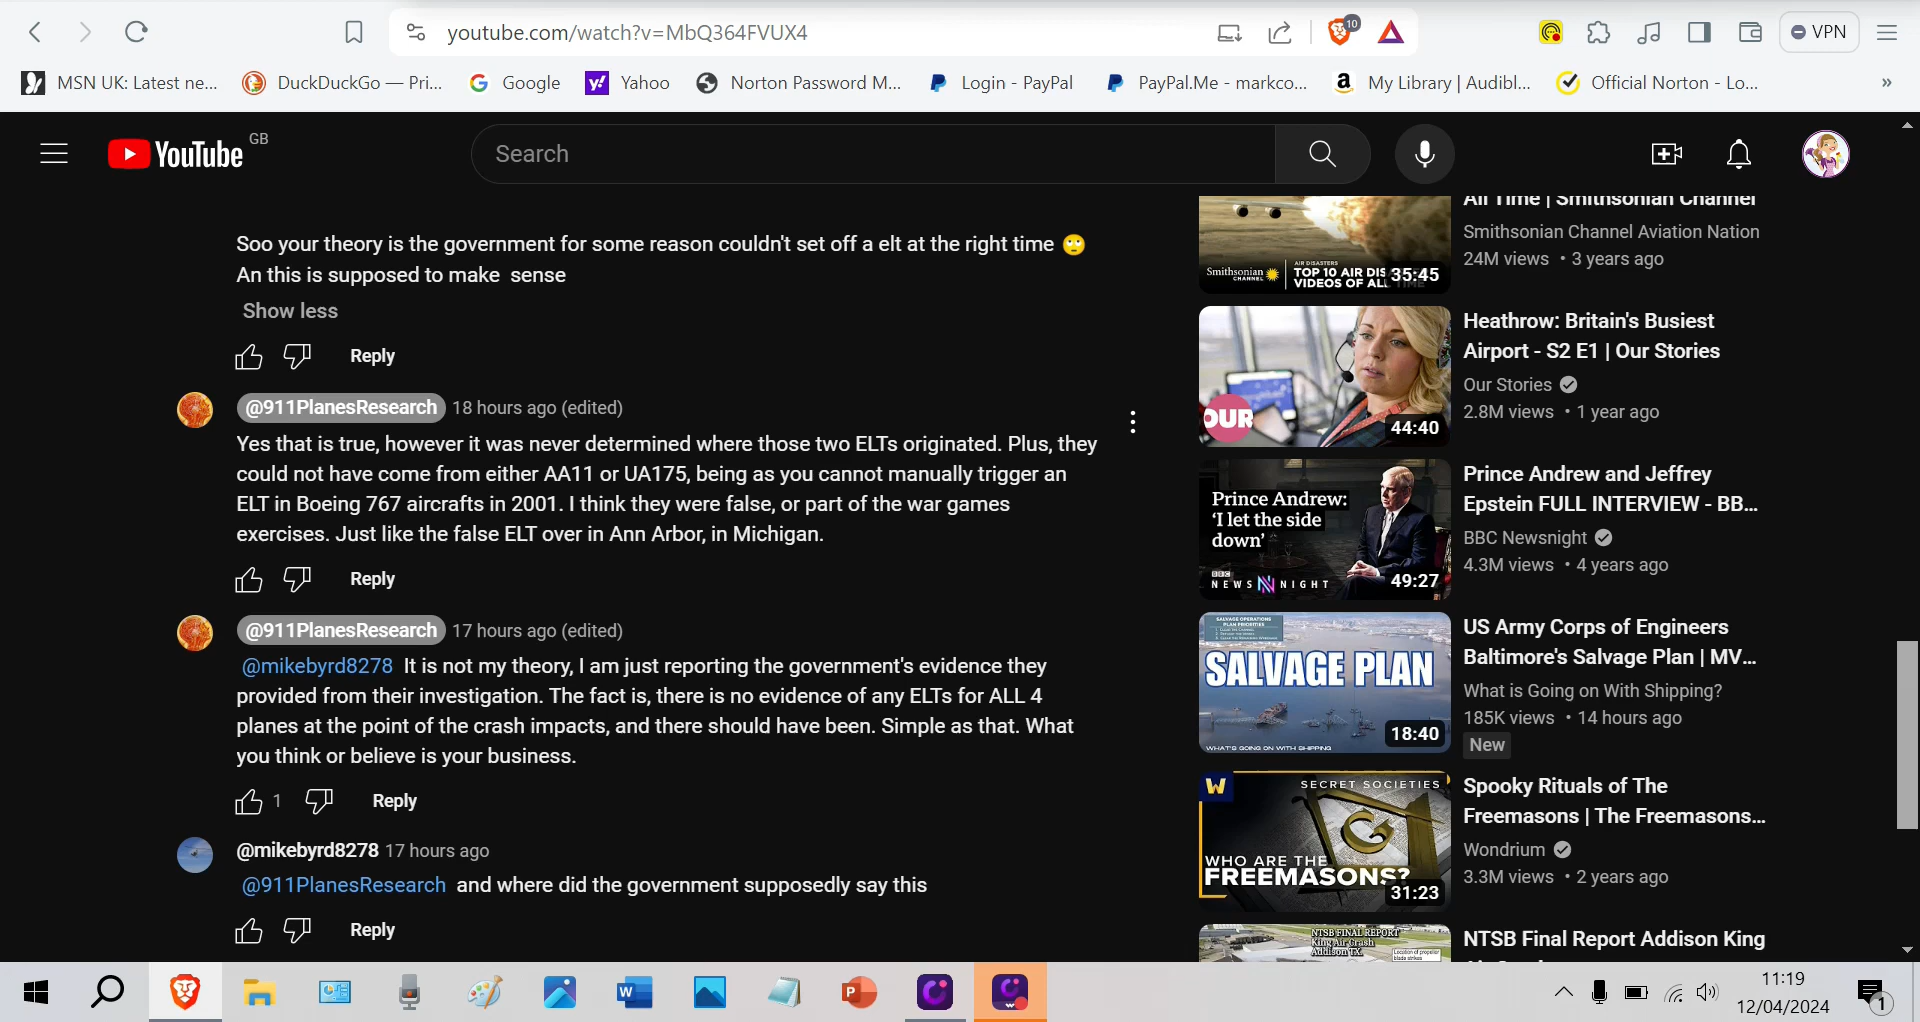 youtube.com/watch?v=MbQ364FVUX4
10
VPN
MSN UK: Latest ne...
DuckDuckGo — Pri...
Google
Yahoo
Norton Password M...
Login - PayPal
PayPal.Me - markco...
My Library | Audibl...
Official Norton - Lo...
»
YouTube
GB
Search
Soo your theory is the government for some reason couldn't set off a elt at the right time 🙄
An this is supposed to make  sense
Show less
Reply
@911PlanesResearch 18 hours ago (edited)
Yes that is true, however it was never determined where those two ELTs originated. Plus, they
could not have come from either AA11 or UA175, being as you cannot manually trigger an
ELT in Boeing 767 aircrafts in 2001. I think they were false, or part of the war games
exercises. Just like the false ELT over in Ann Arbor, in Michigan.
Reply
@911PlanesResearch 17 hours ago (edited)
@mikebyrd8278 It is not my theory, I am just reporting the government's evidence they
provided from their investigation. The fact is, there is no evidence of any ELTs for ALL 4
planes at the point of the crash impacts, and there should have been. Simple as that. What
you think or believe is your business.
1
Reply
@mikebyrd8278 17 hours ago
@911PlanesResearch and where did the government supposedly say this
Reply
Smithsonian
CHANNEL
AIR DISASTERS
TOP 10 AIR DIS
VIDEOS OF ALL TIME
35:45
All Time | Smithsonian Channel
Smithsonian Channel Aviation Nation
24M views • 3 years ago
OUR
44:40
Heathrow: Britain's Busiest
Airport - S2 E1 | Our Stories
Our Stories
2.8M views • 1 year ago
Prince Andrew:
'I let the side
down'
BBC
NEWSNIGHT
49:27
Prince Andrew and Jeffrey
Epstein FULL INTERVIEW - BB...
BBC Newsnight
4.3M views • 4 years ago
SALVAGE OPERATIONS
PLAN PRIORITIES
SALVAGE PLAN
WHAT'S GOING ON WITH SHIPPING
18:40
US Army Corps of Engineers
Baltimore's Salvage Plan | MV...
What is Going on With Shipping?
185K views • 14 hours ago
New
W
SECRET SOCIETIES
WHO ARE THE
FREEMASONS?
31:23
Spooky Rituals of The
Freemasons | The Freemasons...
Wondrium
3.3M views • 2 years ago
NTSB FINAL REPORT
King Air Crash
Addison TX.
NTSB Final Report Addison King
11:19
12/04/2024
1